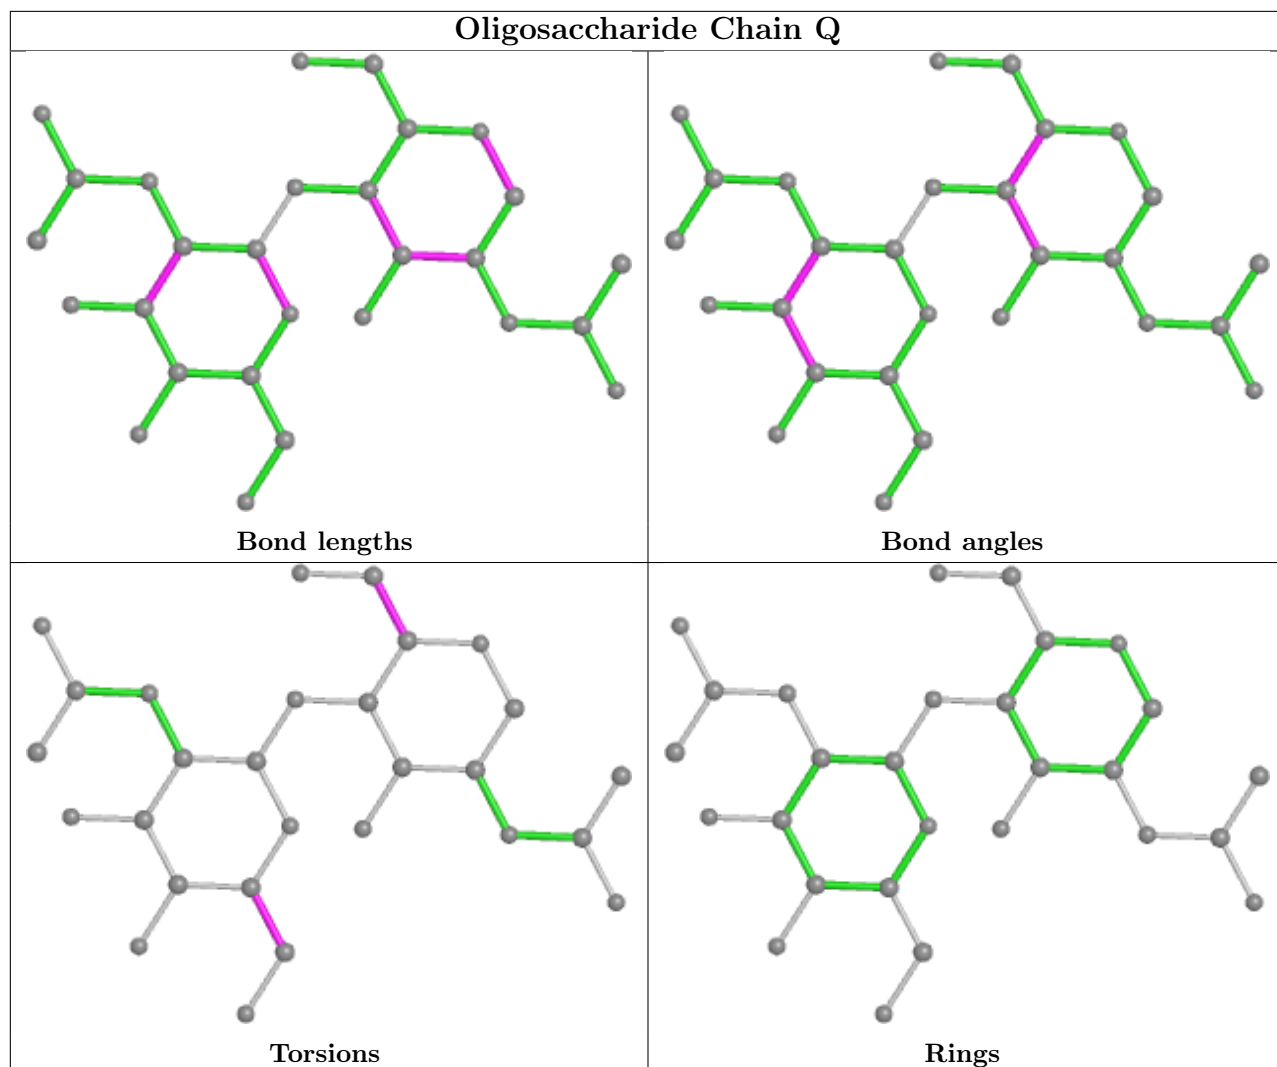 Oligosaccharide Chain Q
Bond lengths
Bond angles
Torsions
Rings